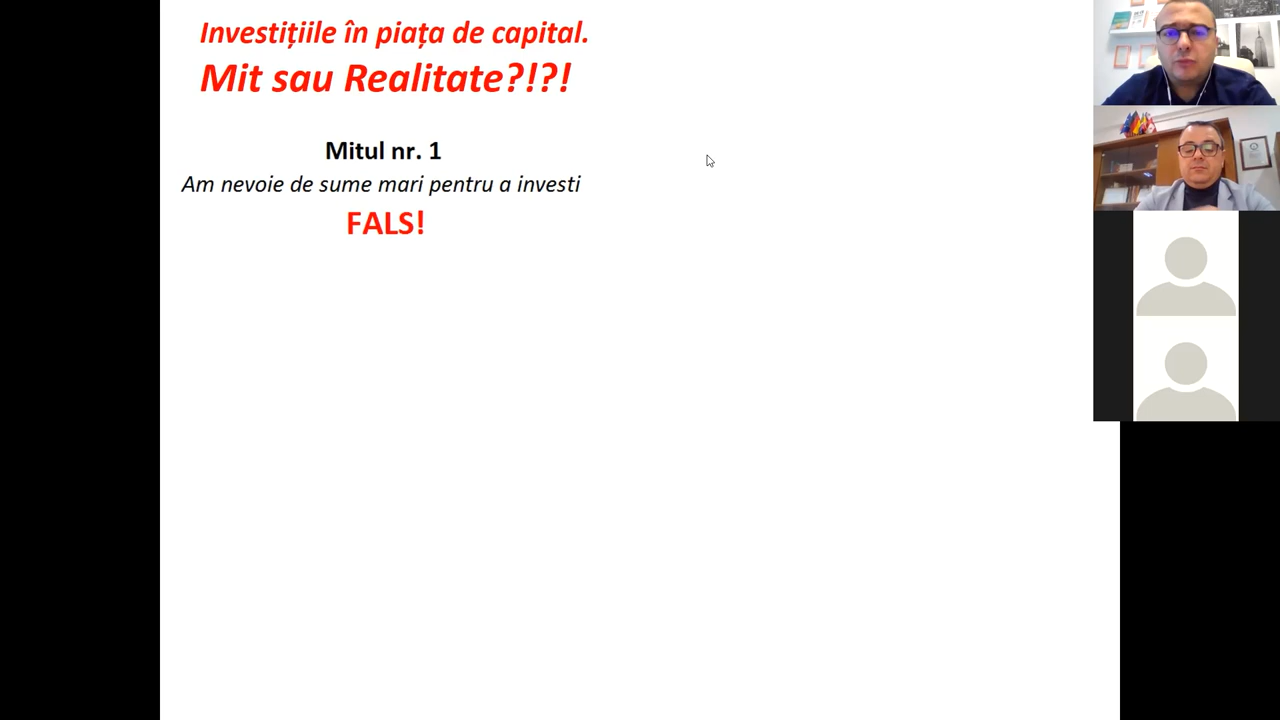 Investițiile în piața de capital.
Mit sau Realitate?!?!
Mitul nr. 1
Am nevoie de sume mari pentru a investi
FALS!